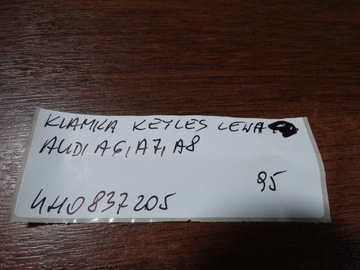 KLAMKA KEYLES LEWA
AUDI A6, A7, A8
95
4H0837205